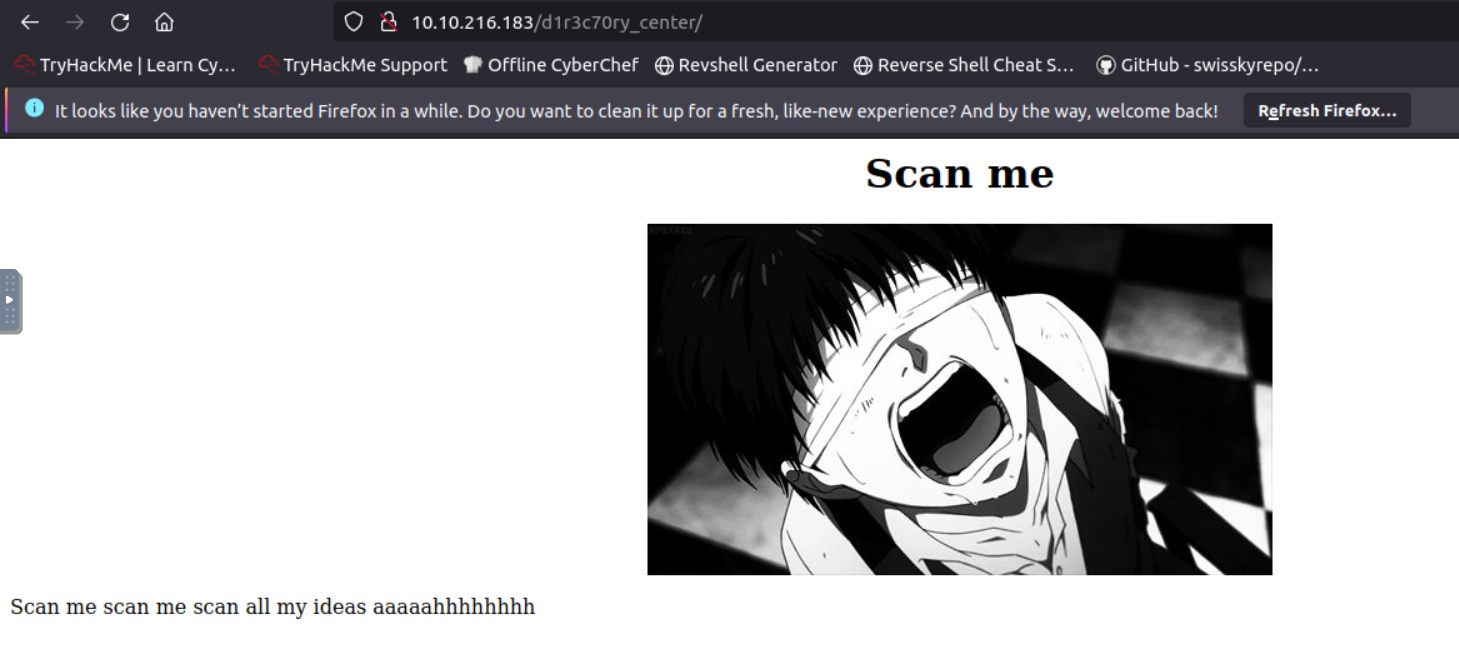 10.10.216.183/d1r3c70ry_center/
TryHackMe | Learn Cy... TryHackMe Support Offline CyberChef Revshell Generator Reverse Shell Cheat S... GitHub - swisskyrepo/...
It looks like you haven't started Firefox in a while. Do you want to clean it up for a fresh, like-new experience? And by the way, welcome back! Refresh Firefox...
Scan me
Scan me scan me scan all my ideas aaaaahhhhhhhh